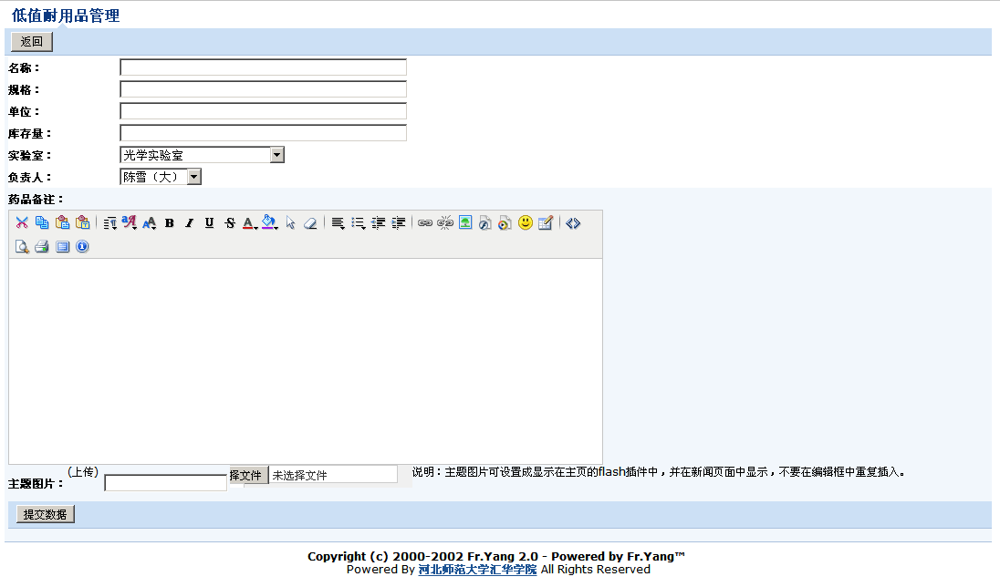 低值耐用品管理
返回
名称：
规格：
单位：
库存量：
实验室： 光学实验室
负责人： 陈雪（大）
药品备注：
主题图片： (上传) 择文件 未选择文件 说明：主题图片可设置成显示在主页的flash插件中，并在新闻页面中显示，不要在编辑框中重复插入。
提交数据
Copyright (c) 2000-2002 Fr.Yang 2.0 - Powered by Fr.Yang™
Powered By 河北师范大学汇华学院 All Rights Reserved